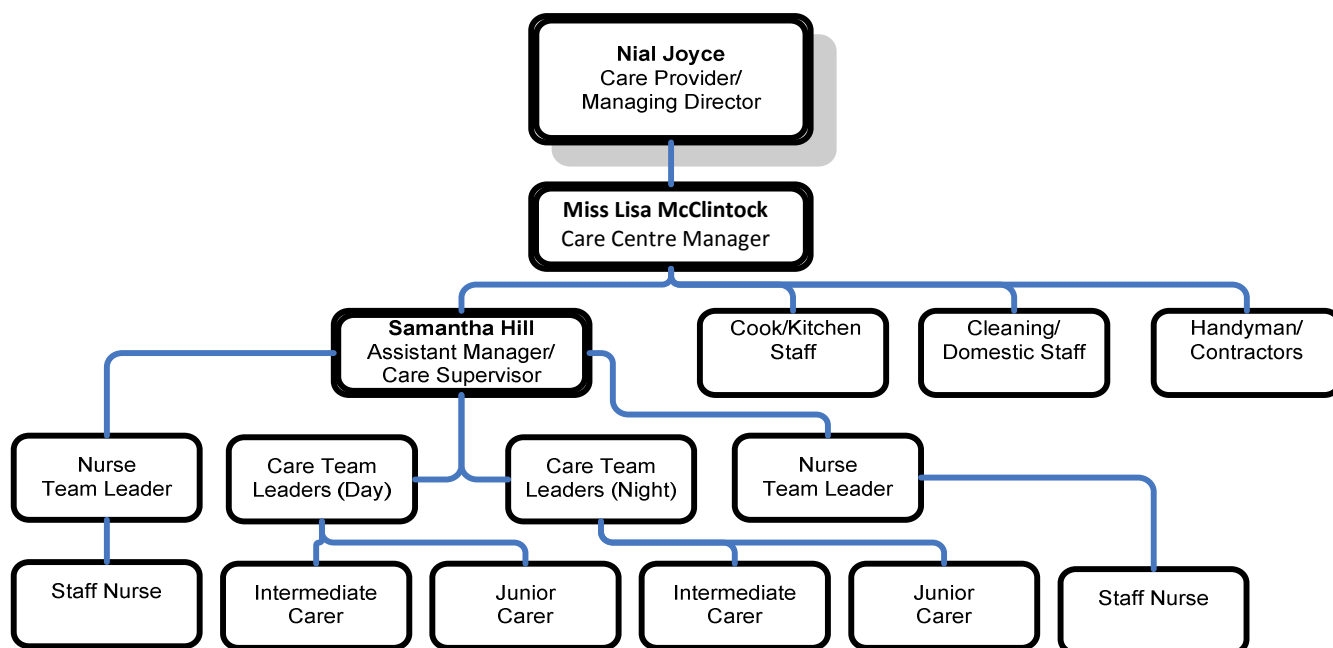 Nial Joyce
Care Provider/
Managing Director
Miss Lisa McClintock
Care Centre Manager
Samantha Hill
Assistant Manager/
Care Supervisor
Cook/Kitchen
Staff
Cleaning/
Domestic Staff
Handyman/
Contractors
Nurse
Team Leader
Care Team
Leaders (Day)
Care Team
Leaders (Night)
Nurse
Team Leader
Staff Nurse
Intermediate
Carer
Junior
Carer
Intermediate
Carer
Junior
Carer
Staff Nurse